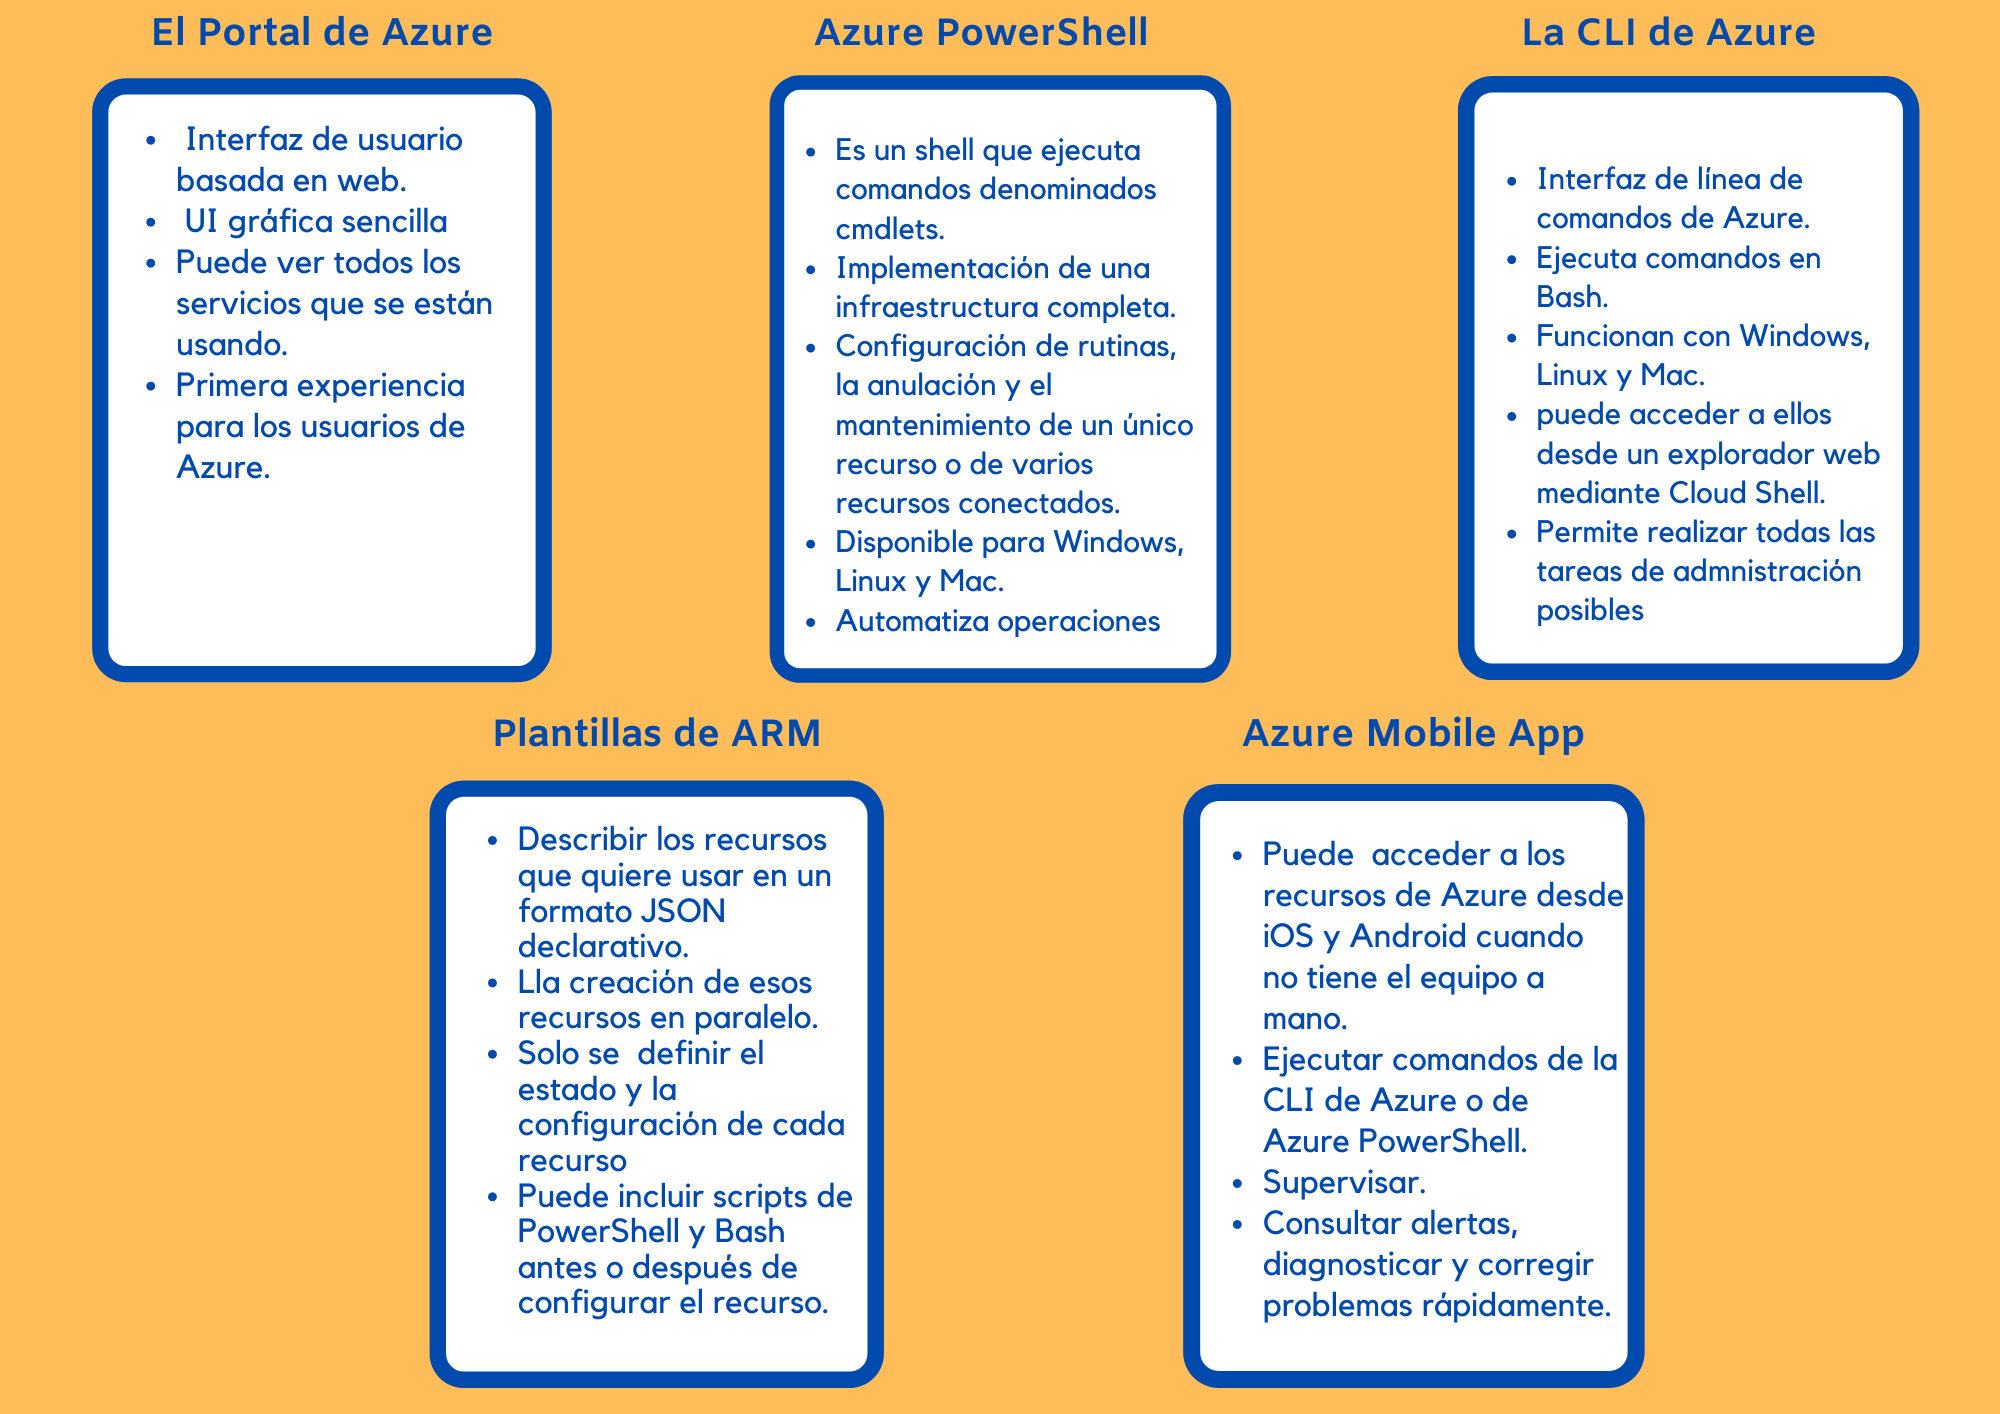 El Portal de Azure
• Interfaz de usuario
basada en web.
• UI gráfica sencilla
• Puede ver todos los
servicios que se están
usando.
• Primera experiencia
para los usuarios de
Azure.
Azure PowerShell
• Es un shell que ejecuta
comandos denominados
cmdlets.
• Implementación de una
infraestructura completa.
• Configuración de rutinas,
la anulación y el
mantenimiento de un único
recurso o de varios
recursos conectados.
• Disponible para Windows,
Linux y Mac.
• Automatiza operaciones
La CLI de Azure
• Interfaz de línea de
comandos de Azure.
• Ejecuta comandos en
Bash.
• Funcionan con Windows,
Linux y Mac.
• puede acceder a ellos
desde un explorador web
mediante Cloud Shell.
• Permite realizar todas las
tareas de admnistración
posibles
Plantillas de ARM
• Describir los recursos
que quiere usar en un
formato JSON
declarativo.
• Lla creación de esos
recursos en paralelo.
• Solo se  definir el
estado y la
configuración de cada
recurso
• Puede incluir scripts de
PowerShell y Bash
antes o después de
configurar el recurso.
Azure Mobile App
• Puede  acceder a los
recursos de Azure desde
iOS y Android cuando
no tiene el equipo a
mano.
• Ejecutar comandos de la
CLI de Azure o de
Azure PowerShell.
• Supervisar.
• Consultar alertas,
diagnosticar y corregir
problemas rápidamente.